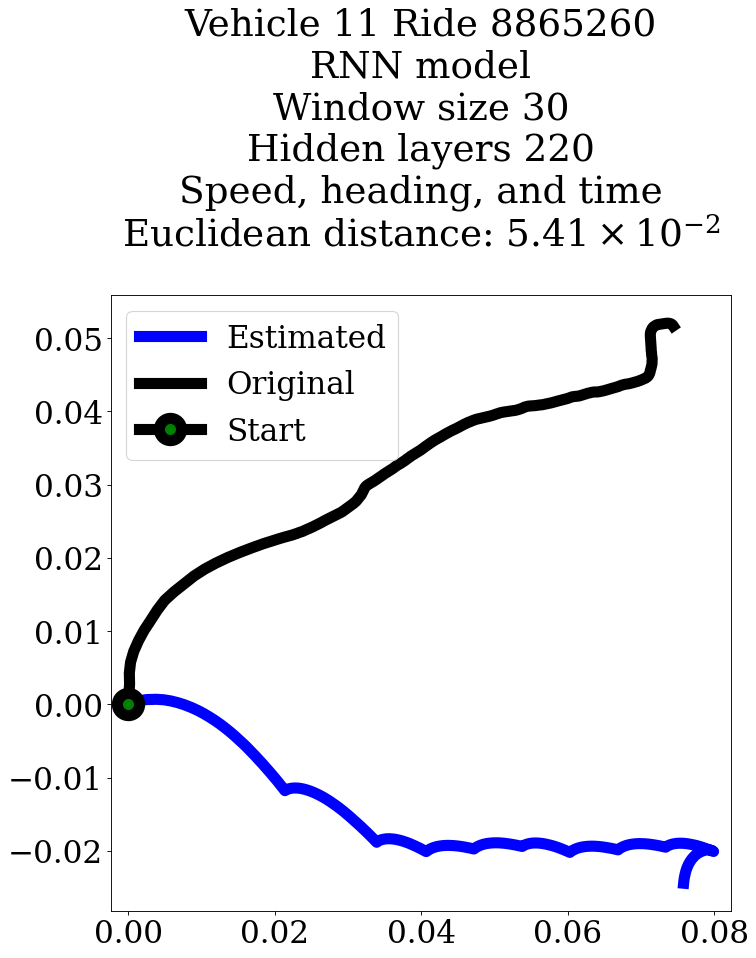 Vehicle 11 Ride 8865260
RNN model
Window size 30
Hidden layers 220
Speed, heading, and time
Euclidean distance: 5.41 × 10⁻²
Estimated
Original
Start
0.05
0.04
0.03
0.02
0.01
0.00
−0.01
−0.02
0.00 0.02 0.04 0.06 0.08